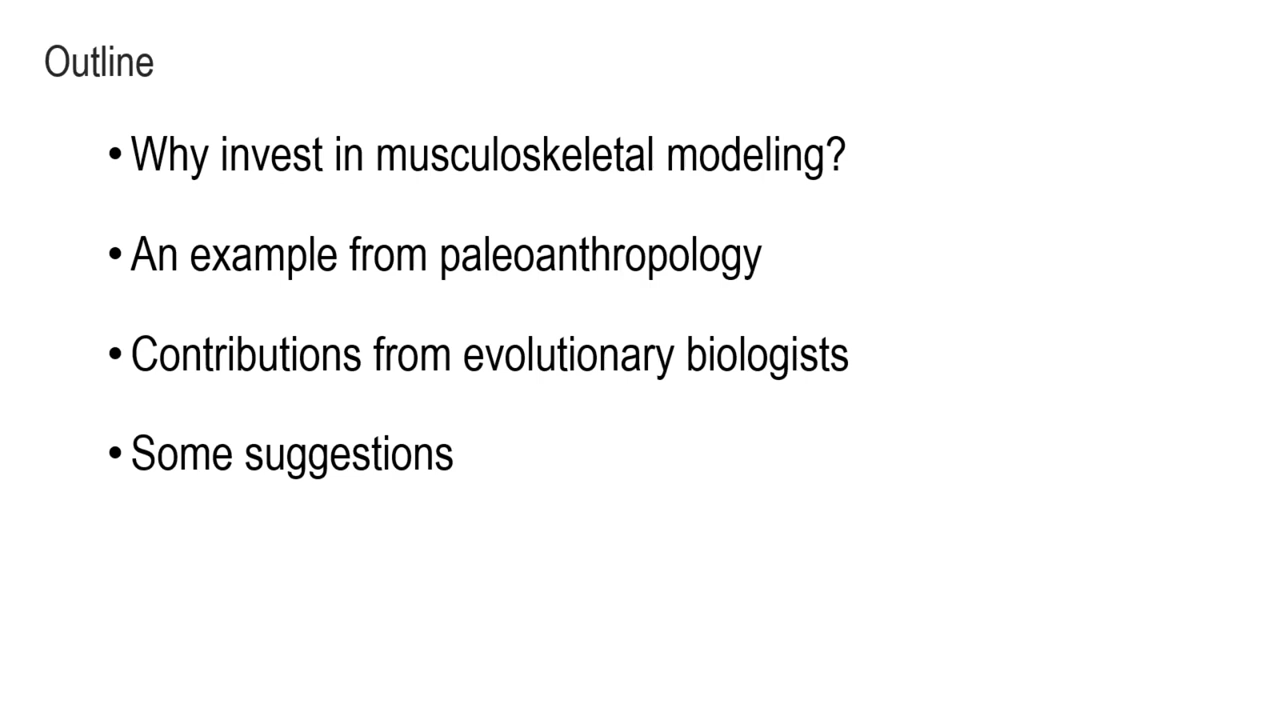 Outline
• Why invest in musculoskeletal modeling?
• An example from paleoanthropology
• Contributions from evolutionary biologists
• Some suggestions